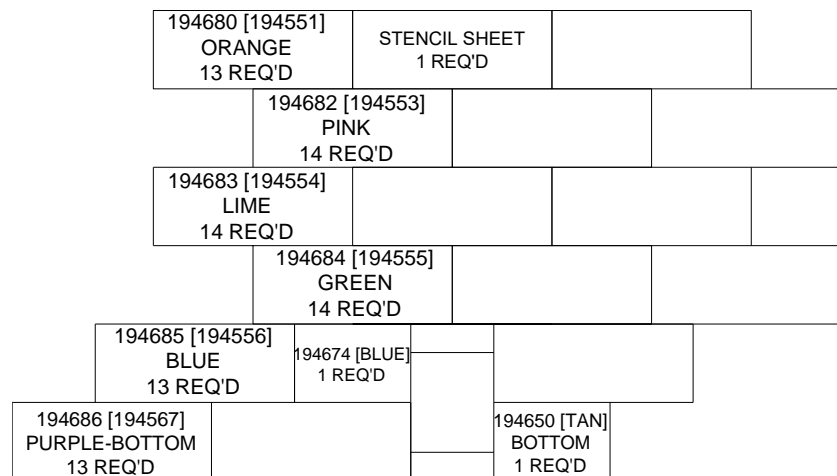 194680 [194551]
ORANGE
13 REQ'D
STENCIL SHEET
1 REQ'D
194682 [194553]
PINK
14 REQ'D
194683 [194554]
LIME
14 REQ'D
194684 [194555]
GREEN
14 REQ'D
194685 [194556]
BLUE
13 REQ'D
194674 [BLUE]
1 REQ'D
194686 [194567]
PURPLE-BOTTOM
13 REQ'D
194650 [TAN]
BOTTOM
1 REQ'D